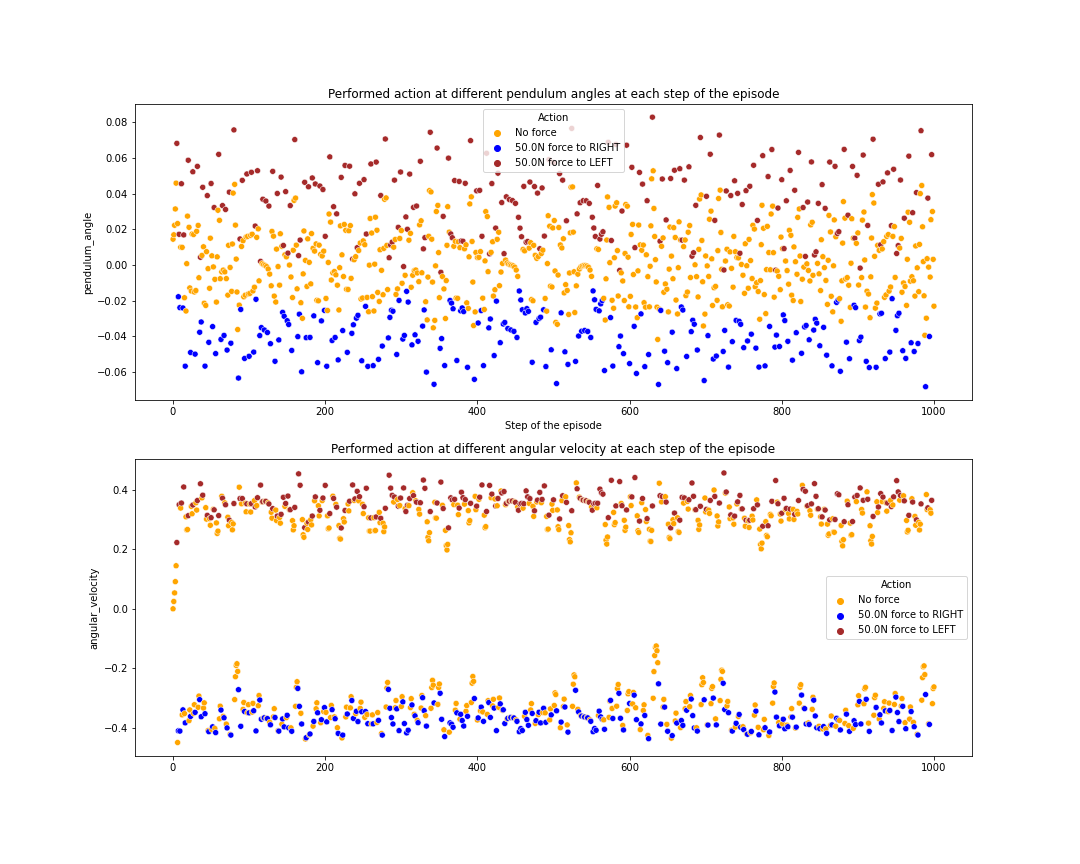 Performed action at different pendulum angles at each step of the episode
Action
No force
50.0N force to RIGHT
50.0N force to LEFT
pendulum_angle
0.08
0.06
0.04
0.02
0.00
−0.02
−0.04
−0.06
0 200 400 600 800 1000
Step of the episode
Performed action at different angular velocity at each step of the episode
Action
No force
50.0N force to RIGHT
50.0N force to LEFT
angular_velocity
0.4
0.2
0.0
−0.2
−0.4
0 200 400 600 800 1000